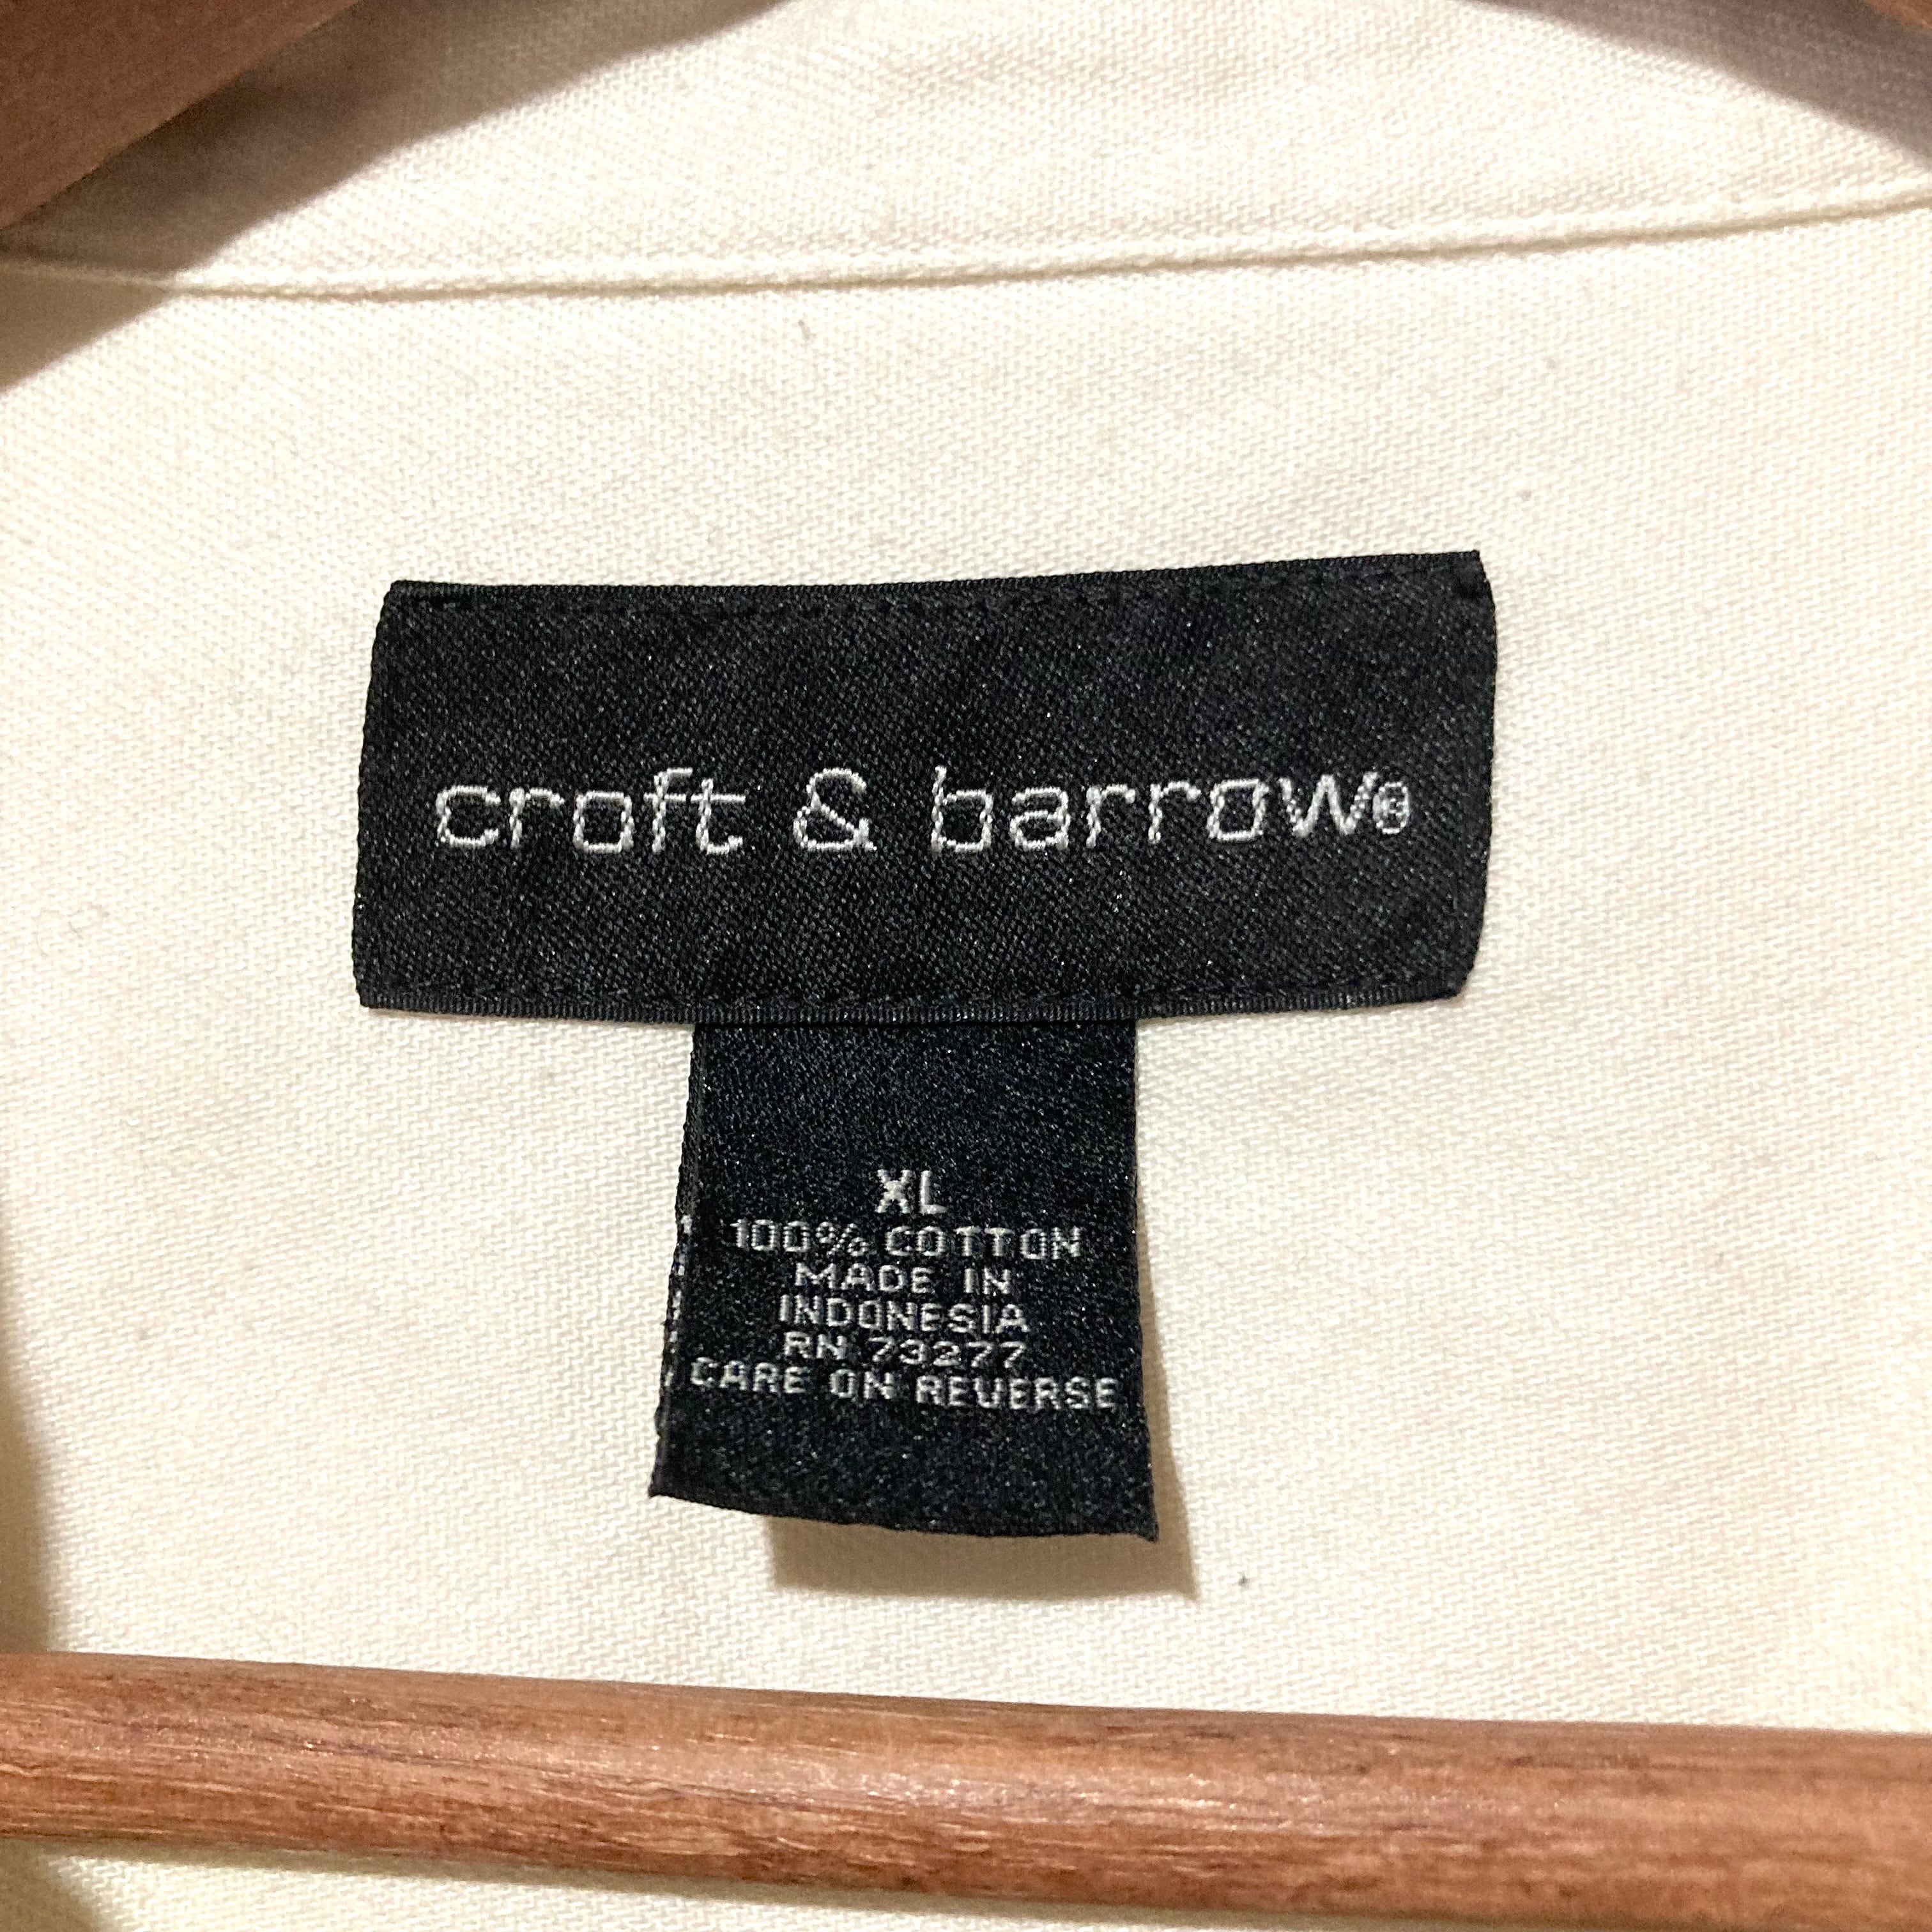 croft & barrow®
XL
100% COTTON
MADE IN
INDONESIA
RN 73277
CARE ON REVERSE